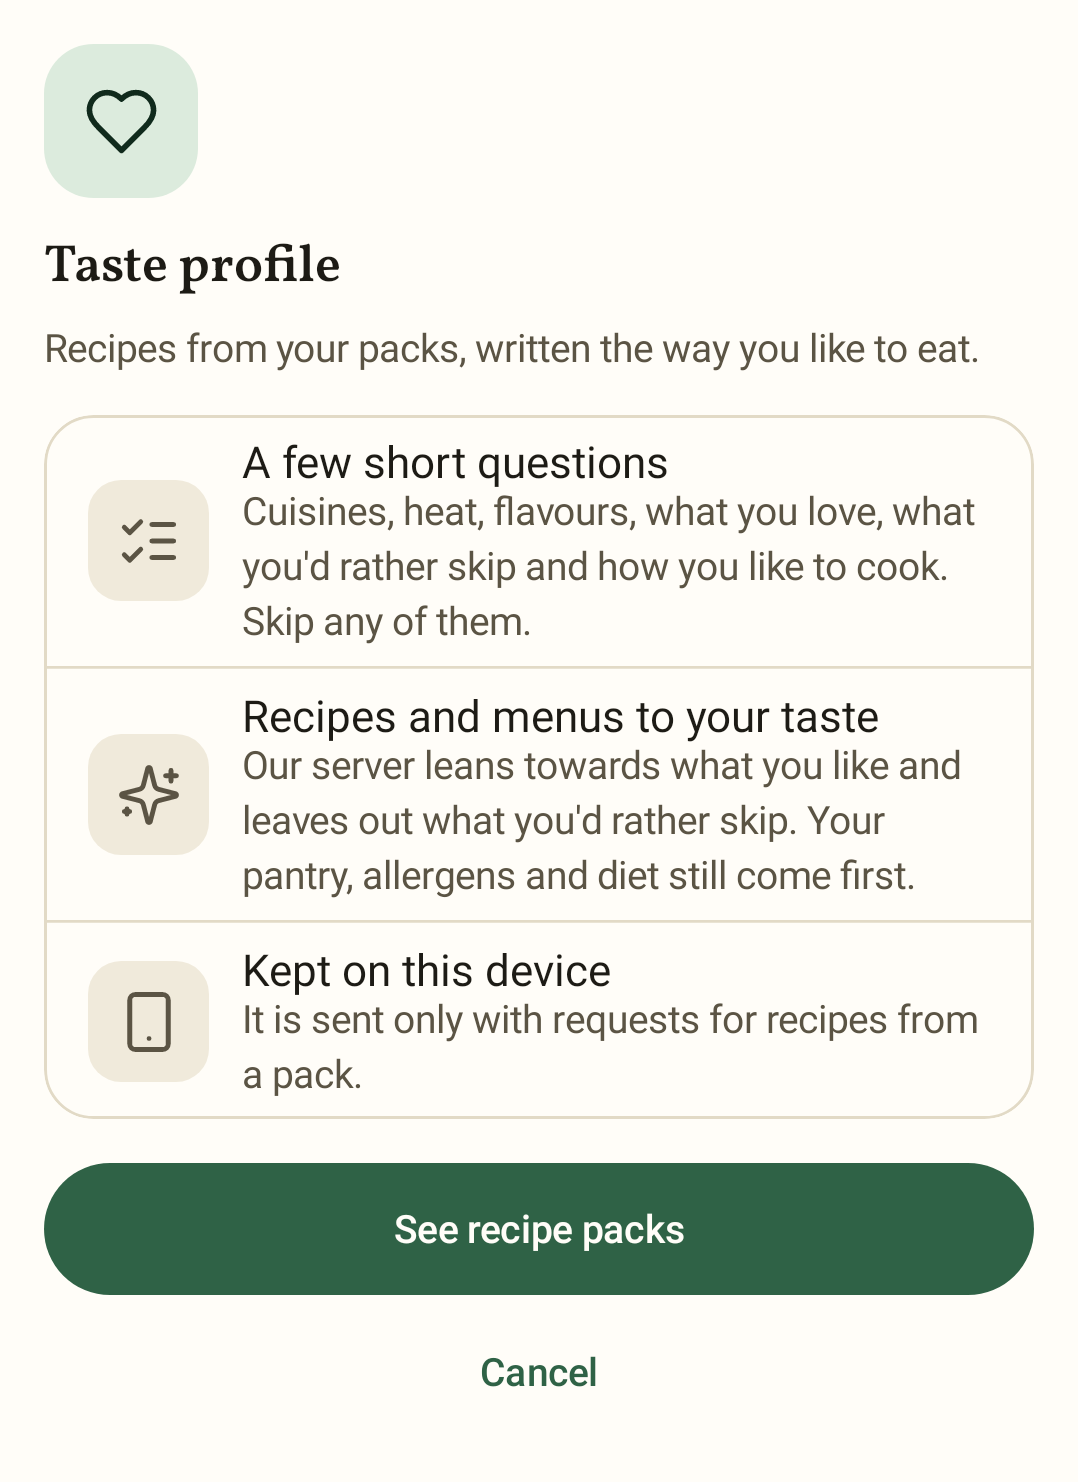 Taste profile
Recipes from your packs, written the way you like to eat.
A few short questions
Cuisines, heat, flavours, what you love, what
you'd rather skip and how you like to cook.
Skip any of them.
Recipes and menus to your taste
Our server leans towards what you like and
leaves out what you'd rather skip. Your
pantry, allergens and diet still come first.
Kept on this device
It is sent only with requests for recipes from
a pack.
See recipe packs
Cancel